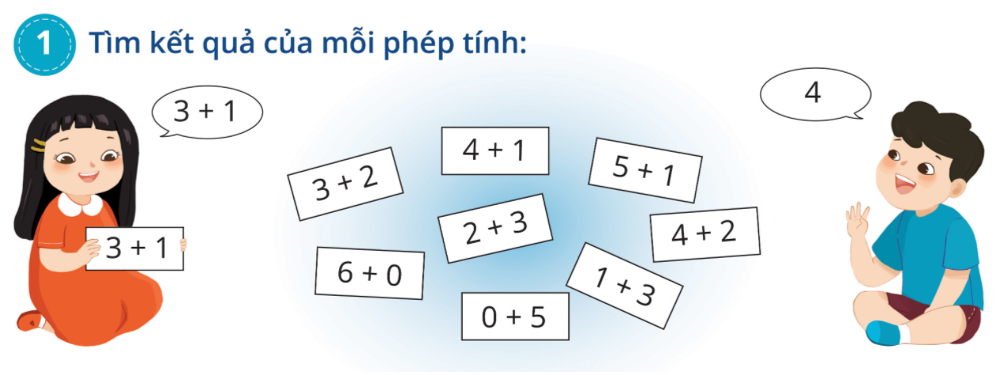 1 Tìm kết quả của mỗi phép tính:
3 + 1
4
3 + 1
3 + 2
4 + 1
5 + 1
2 + 3
4 + 2
6 + 0
1 + 3
0 + 5